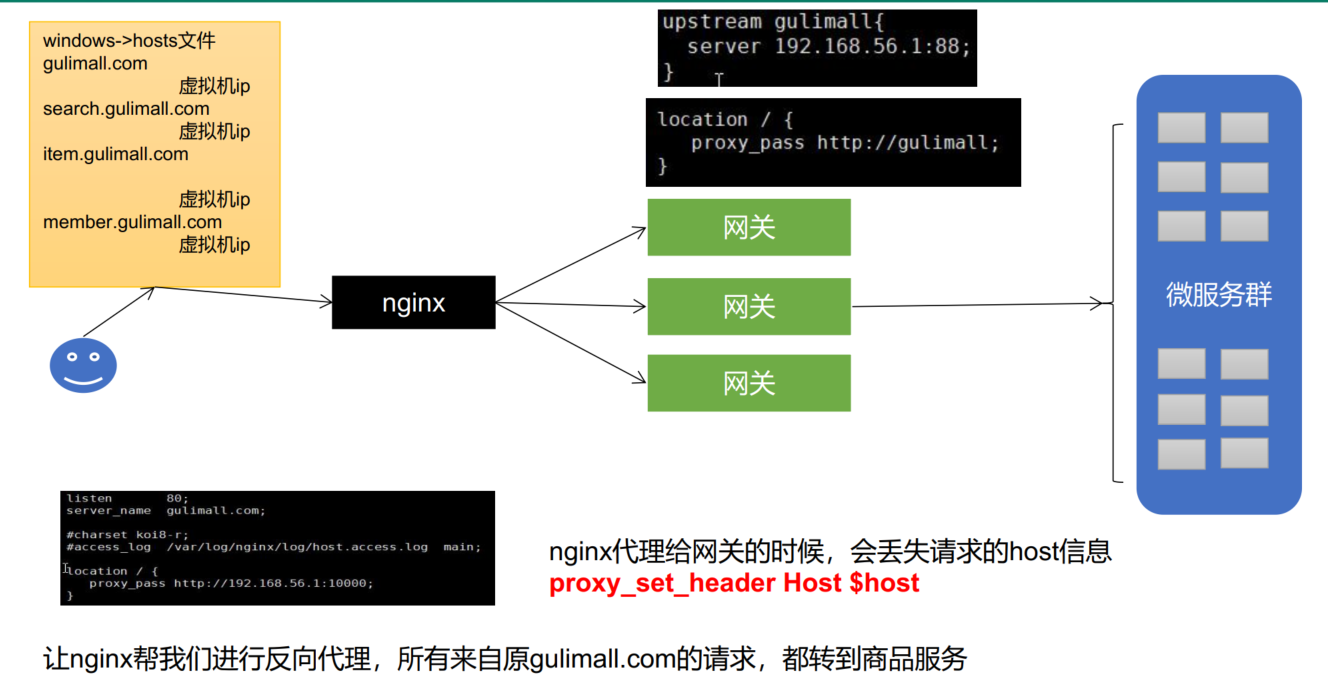 windows->hosts文件
gulimall.com
虚拟机ip
search.gulimall.com
虚拟机ip
item.gulimall.com
虚拟机ip
member.gulimall.com
虚拟机ip
upstream gulimall{
server 192.168.56.1:88;
}
location / {
proxy_pass http://gulimall;
}
nginx
网关
网关
网关
微服务群
listen 80;
server_name gulimall.com;
#charset koi8-r;
#access_log /var/log/nginx/log/host.access.log main;
location / {
proxy_pass http://192.168.56.1:10000;
}
nginx代理给网关的时候，会丢失请求的host信息
proxy_set_header Host $host
让nginx帮我们进行反向代理，所有来自原gulimall.com的请求，都转到商品服务